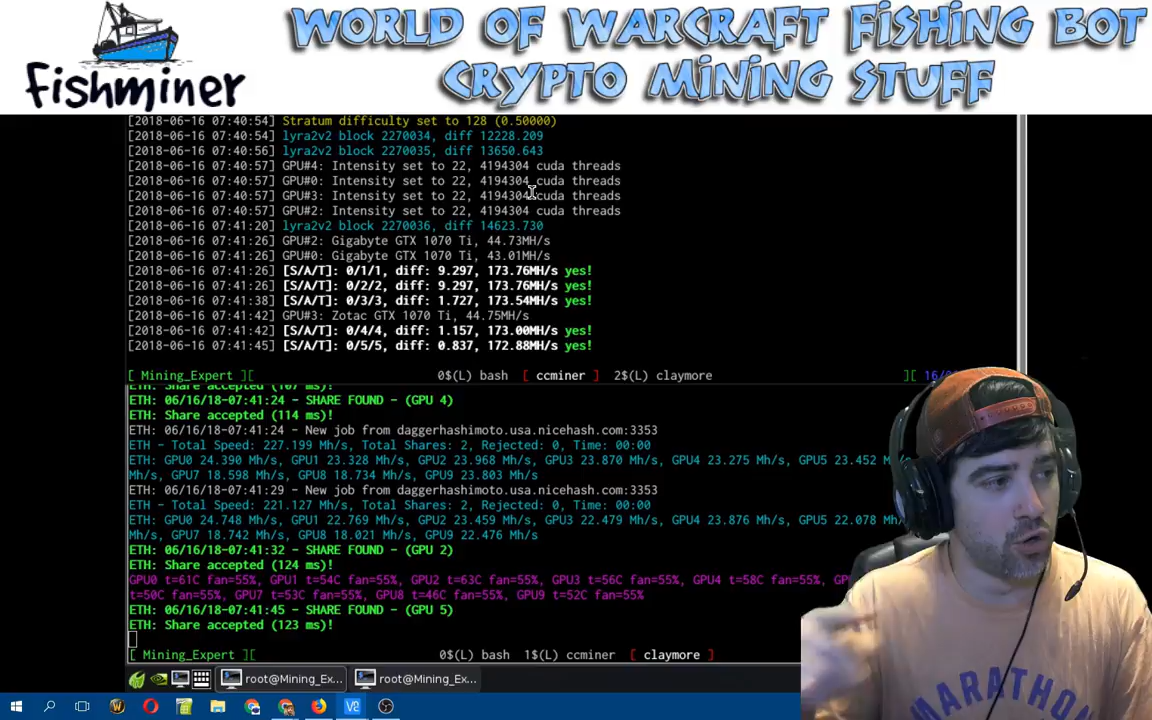 WORLD OF WARCRAFT FISHING BOT
CRYPTO MINING STUFF
Fishminer
[2018-06-16 07:40:54] Stratum difficulty set to 128 (0.50000)
[2018-06-16 07:40:54] lyra2v2 block 2270034, diff 12228.209
[2018-06-16 07:40:56] lyra2v2 block 2270035, diff 13650.643
[2018-06-16 07:40:57] GPU#4: Intensity set to 22, 4194304 cuda threads
[2018-06-16 07:40:57] GPU#0: Intensity set to 22, 4194304 cuda threads
[2018-06-16 07:40:57] GPU#3: Intensity set to 22, 4194304 cuda threads
[2018-06-16 07:40:57] GPU#2: Intensity set to 22, 4194304 cuda threads
[2018-06-16 07:41:20] lyra2v2 block 2270036, diff 14623.730
[2018-06-16 07:41:26] GPU#2: Gigabyte GTX 1070 Ti, 44.73MH/s
[2018-06-16 07:41:26] GPU#0: Gigabyte GTX 1070 Ti, 43.01MH/s
[2018-06-16 07:41:26] [S/A/T]: 0/1/1, diff: 9.297, 173.76MH/s yes!
[2018-06-16 07:41:26] [S/A/T]: 0/2/2, diff: 9.297, 173.76MH/s yes!
[2018-06-16 07:41:38] [S/A/T]: 0/3/3, diff: 1.727, 173.54MH/s yes!
[2018-06-16 07:41:42] GPU#3: Zotac GTX 1070 Ti, 44.75MH/s
[2018-06-16 07:41:42] [S/A/T]: 0/4/4, diff: 1.157, 173.00MH/s yes!
[2018-06-16 07:41:45] [S/A/T]: 0/5/5, diff: 0.837, 172.88MH/s yes!
[ Mining_Expert ][ 0$(L) bash [ ccminer ] 2$(L) claymore ][ 16/
ETH: Share accepted (107 ms)!
ETH: 06/16/18-07:41:24 - SHARE FOUND - (GPU 4)
ETH: Share accepted (114 ms)!
ETH: 06/16/18-07:41:24 - New job from daggerhashimoto.usa.nicehash.com:3353
ETH - Total Speed: 227.199 Mh/s, Total Shares: 2, Rejected: 0, Time: 00:00
ETH: GPU0 24.390 Mh/s, GPU1 23.328 Mh/s, GPU2 23.968 Mh/s, GPU3 23.870 Mh/s, GPU4 23.275 Mh/s, GPU5 23.452 M
Mh/s, GPU7 18.598 Mh/s, GPU8 18.734 Mh/s, GPU9 23.803 Mh/s
ETH: 06/16/18-07:41:29 - New job from daggerhashimoto.usa.nicehash.com:3353
ETH - Total Speed: 221.127 Mh/s, Total Shares: 2, Rejected: 0, Time: 00:00
ETH: GPU0 24.748 Mh/s, GPU1 22.769 Mh/s, GPU2 23.459 Mh/s, GPU3 22.479 Mh/s, GPU4 23.876 Mh/s, GPU5 22.078 M
Mh/s, GPU7 18.742 Mh/s, GPU8 18.021 Mh/s, GPU9 22.476 Mh/s
ETH: 06/16/18-07:41:32 - SHARE FOUND - (GPU 2)
ETH: Share accepted (124 ms)!
GPU0 t=61C fan=55%, GPU1 t=54C fan=55%, GPU2 t=63C fan=55%, GPU3 t=56C fan=55%, GPU4 t=58C fan=55%,
t=50C fan=55%, GPU7 t=53C fan=55%, GPU8 t=46C fan=55%, GPU9 t=52C fan=55%
ETH: 06/16/18-07:41:45 - SHARE FOUND - (GPU 5)
ETH: Share accepted (123 ms)!
[ Mining_Expert ][ 0$(L) bash 1$(L) ccminer [ claymore ]
root@Mining_Ex... root@Mining_Ex...
MARATHON